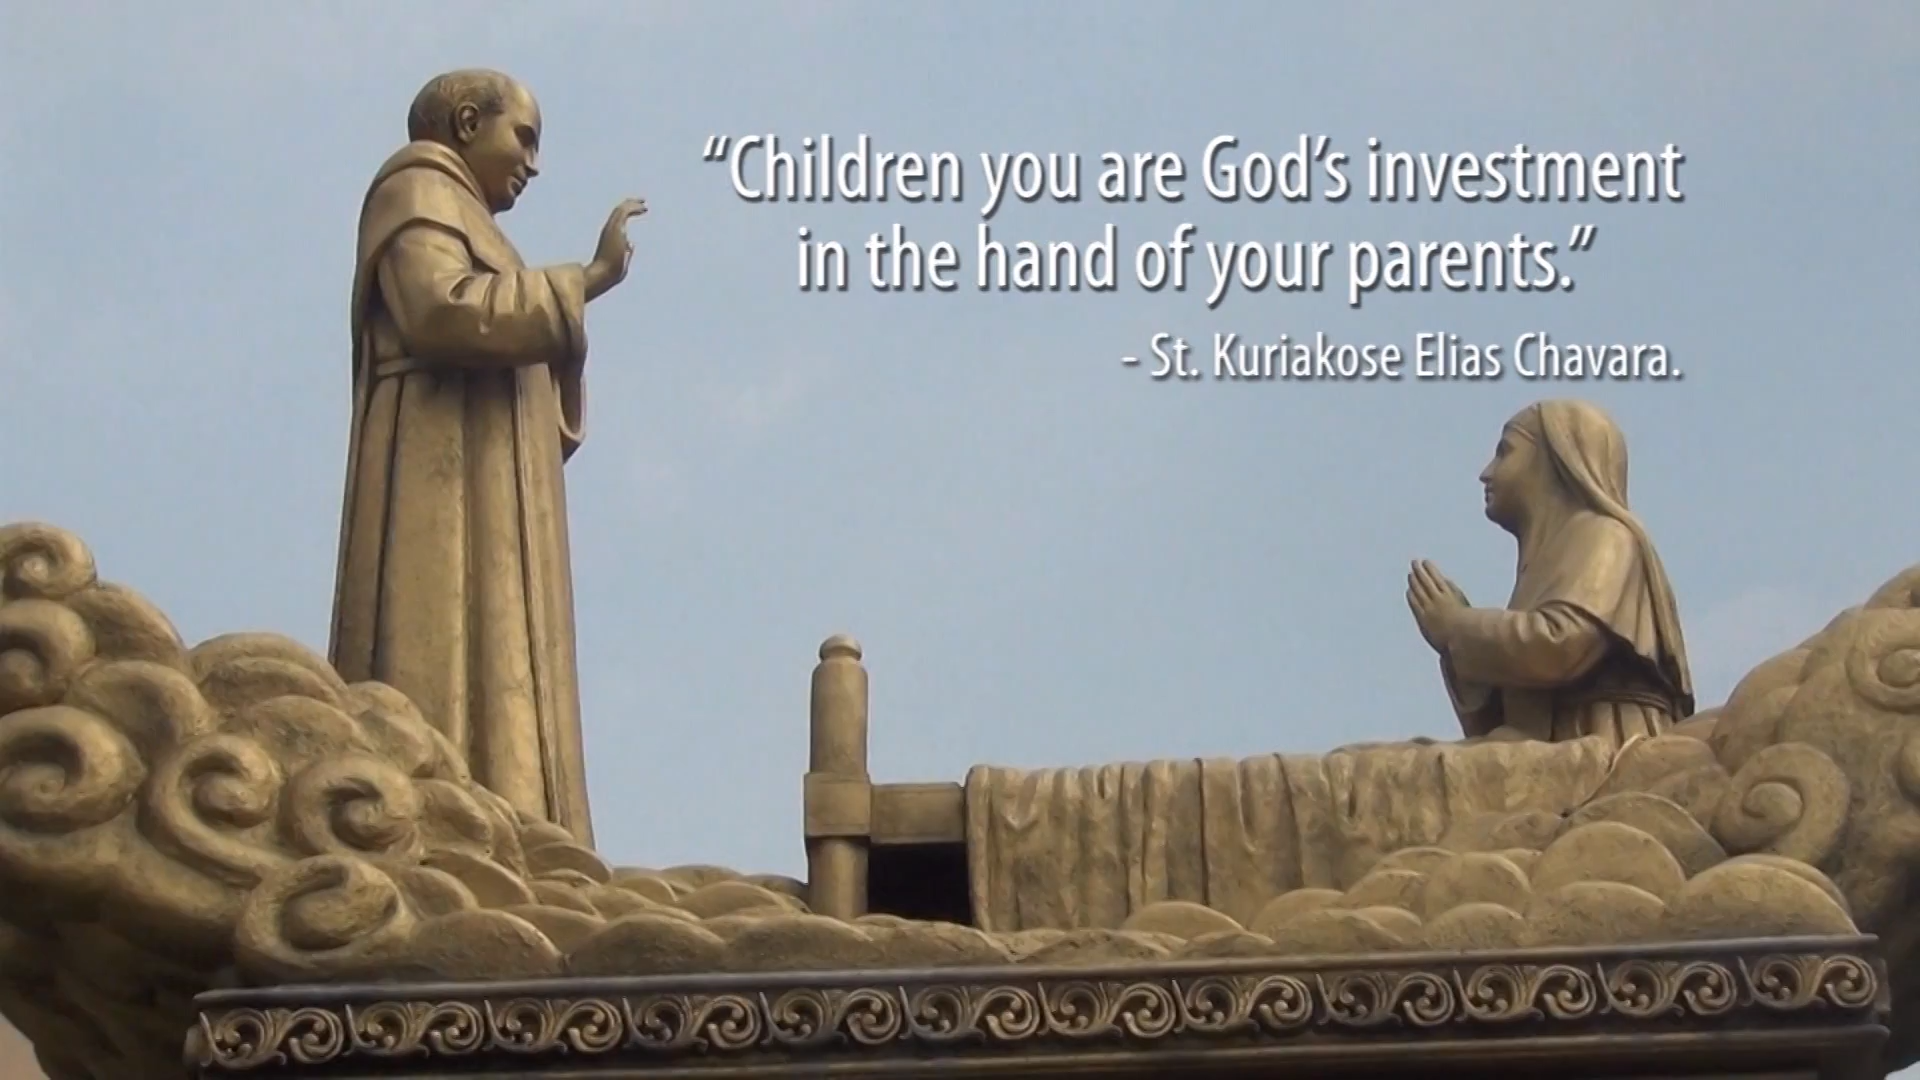 “Children you are God’s investment
in the hand of your parents.”
- St. Kuriakose Elias Chavara.